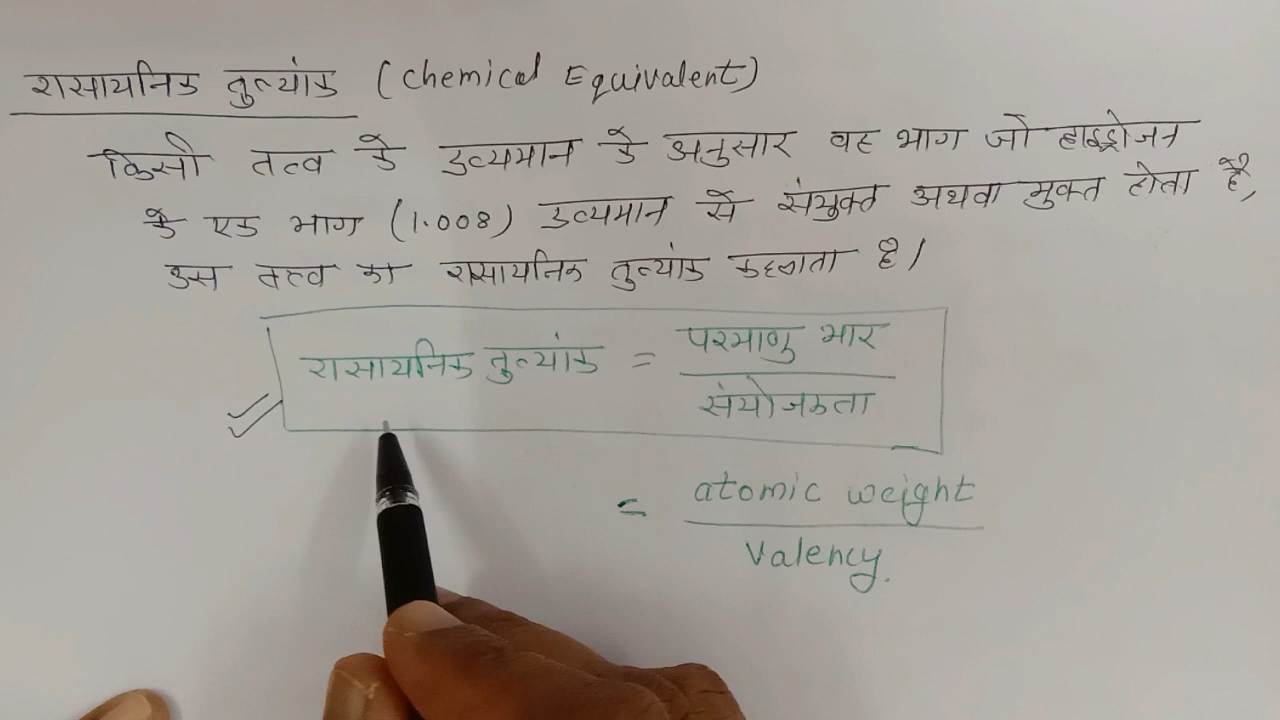 रासायनिक तुल्यांक (Chemical Equivalent)
किसी तत्व के द्रव्यमान के अनुसार वह भाग जो हाइड्रोजन
के एक भाग (1.008) द्रव्यमान से संयुक्त अथवा मुक्त होता है,
उस तत्व का रासायनिक तुल्यांक कहलाता है।
रासायनिक तुल्यांक = परमाणु भार / संयोजकता
= atomic weight / Valency.